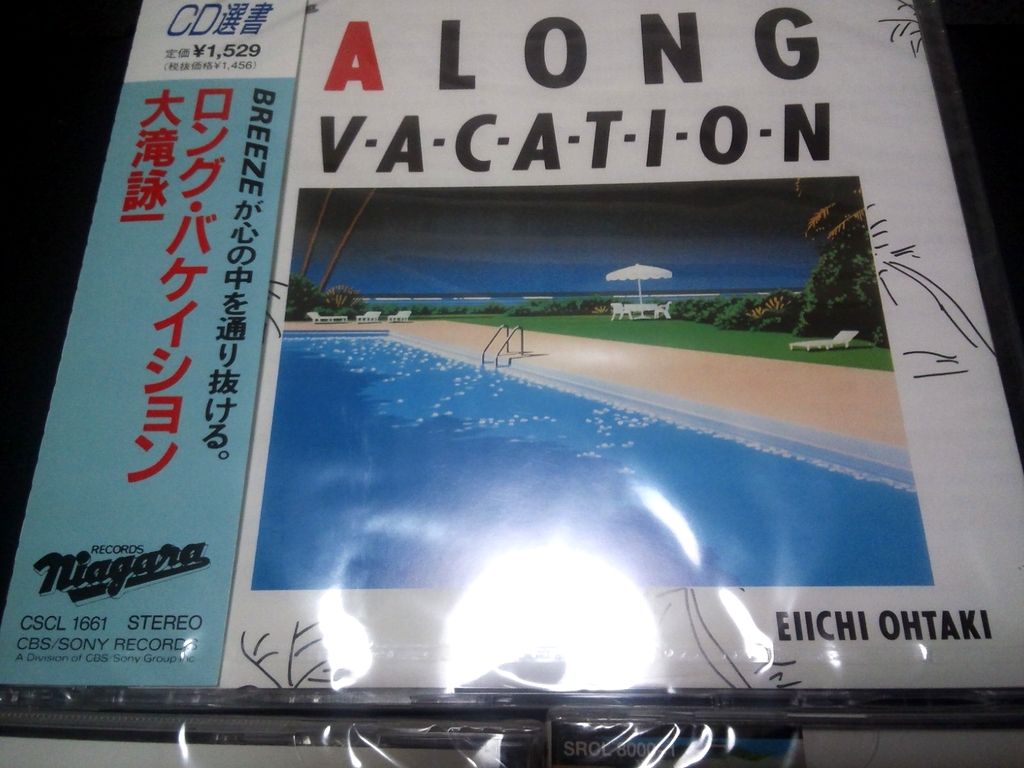 CD選書
定価¥1,529
(税抜価格¥1,456)
BREEZEが心の中を通り抜ける。
ロング・バケイション
大滝詠一
RECORDS
Niagara
CSCL 1661 STEREO
CBS/SONY RECORDS
A Division of CBS/Sony Group Inc
A LONG
V-A-C-A-T-I-O-N
EIICHI OHTAKI